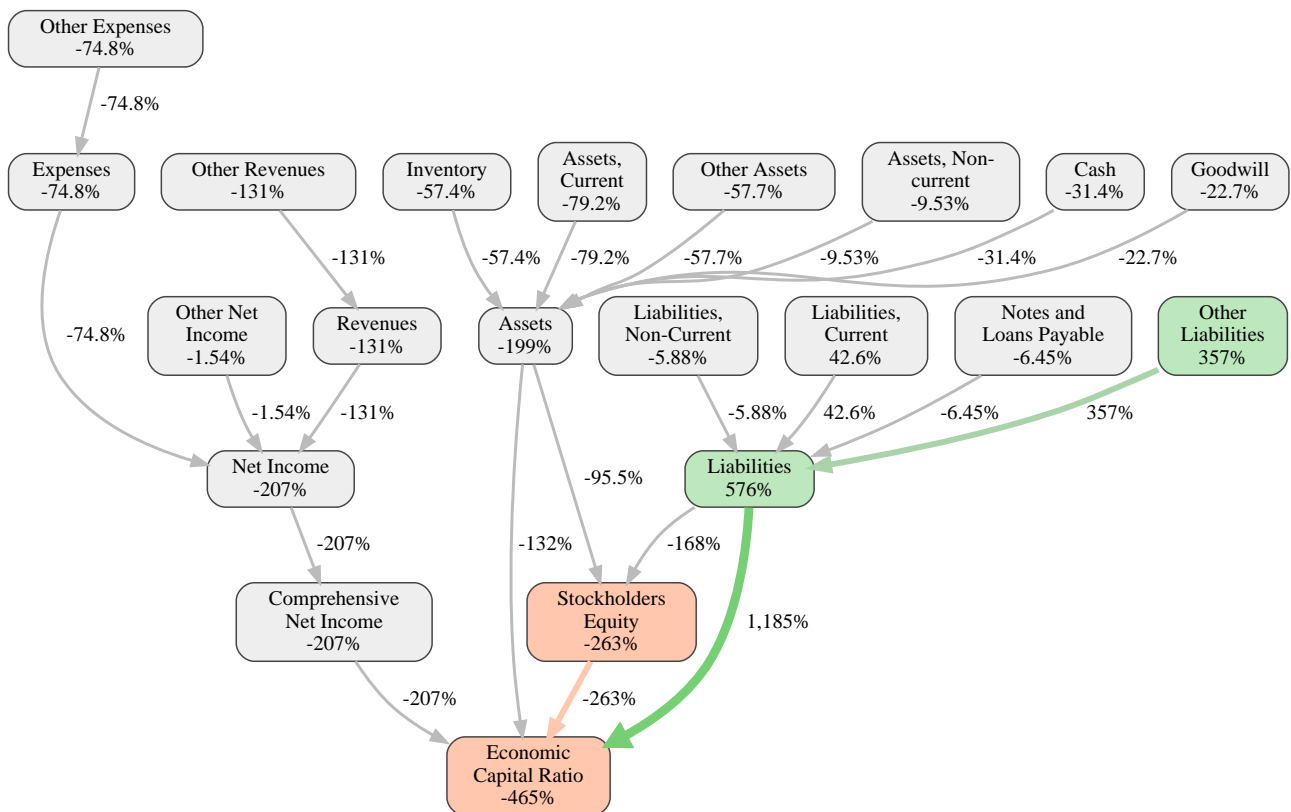 Other Expenses
-74.8%
-74.8%
Expenses
-74.8%
Other Revenues
-131%
Inventory
-57.4%
Assets,
Current
-79.2%
Other Assets
-57.7%
Assets, Non-
current
-9.53%
Cash
-31.4%
Goodwill
-22.7%
-131%
-57.4%
-79.2%
-57.7%
-9.53%
-31.4%
-22.7%
-74.8%
Other Net
Income
-1.54%
Revenues
-131%
Assets
-199%
Liabilities,
Non-Current
-5.88%
Liabilities,
Current
42.6%
Notes and
Loans Payable
-6.45%
Other
Liabilities
357%
-1.54%
-131%
-5.88%
42.6%
-6.45%
357%
Net Income
-207%
-95.5%
Liabilities
576%
-207%
-132%
-168%
Comprehensive
Net Income
-207%
Stockholders
Equity
-263%
1,185%
-207%
-263%
Economic
Capital Ratio
-465%